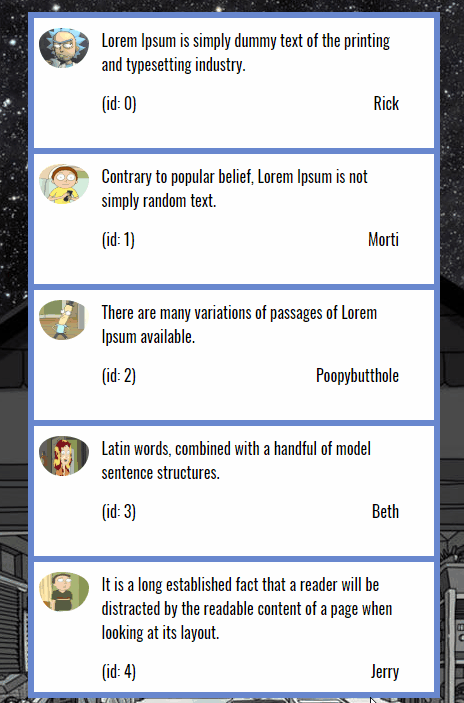 Lorem Ipsum is simply dummy text of the printing
and typesetting industry.
(id: 0) Rick
Contrary to popular belief, Lorem Ipsum is not
simply random text.
(id: 1) Morti
There are many variations of passages of Lorem
Ipsum available.
(id: 2) Poopybutthole
Latin words, combined with a handful of model
sentence structures.
(id: 3) Beth
It is a long established fact that a reader will be
distracted by the readable content of a page when
looking at its layout.
(id: 4) Jerry